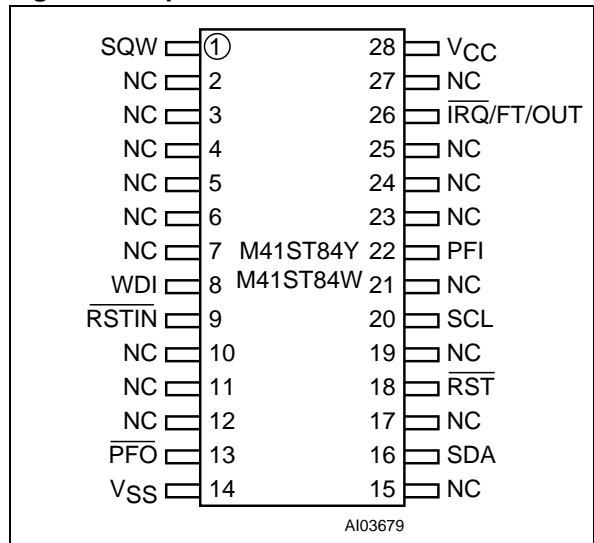 SQW 1 28 VCC
NC 2 27 NC
NC 3 26 IRQ/FT/OUT
NC 4 25 NC
NC 5 24 NC
NC 6 23 NC
NC 7 M41ST84Y 22 PFI
WDI 8 M41ST84W 21 NC
RSTIN 9 20 SCL
NC 10 19 NC
NC 11 18 RST
NC 12 17 NC
PFO 13 16 SDA
VSS 14 15 NC
AI03679